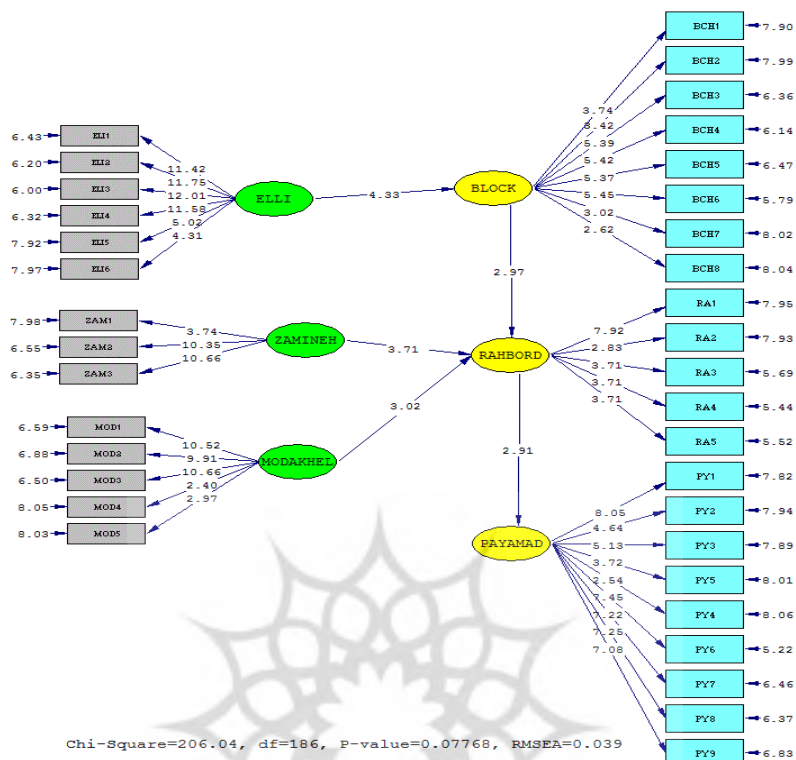 BCH1 7.90
BCH2 7.99
BCH3 6.36
BCH4 6.14
BCH5 6.47
BCH6 5.79
BCH7 8.02
BCH8 8.04
3.74
3.42
5.39
5.42
5.37
5.45
3.02
2.62
6.43 ELI1
6.20 ELI2
6.00 ELI3
6.32 ELI4
7.92 ELI5
7.97 ELI6
11.42
11.75
12.01
11.58
5.02
4.31
ELLI
4.33
BLOCK
2.97
7.98 ZAM1
6.55 ZAM2
6.35 ZAM3
3.74
10.35
10.66
ZAMINEH
3.71
RAHBORD
6.59 MOD1
6.88 MOD2
6.50 MOD3
8.05 MOD4
8.03 MOD5
10.52
9.91
10.66
2.40
2.97
MODAKHEL
3.02
RA1 7.95
RA2 7.93
RA3 5.69
RA4 5.44
RA5 5.52
7.92
2.83
3.71
3.71
3.71
2.91
PAYAMAD
8.05
4.64
5.13
3.72
2.54
7.45
7.22
7.25
7.08
PY1 7.82
PY2 7.94
PY3 7.89
PY5 8.01
PY4 8.06
PY6 5.22
PY7 6.46
PY8 6.37
PY9 6.83
Chi-Square=206.04, df=186, P-value=0.07768, RMSEA=0.039